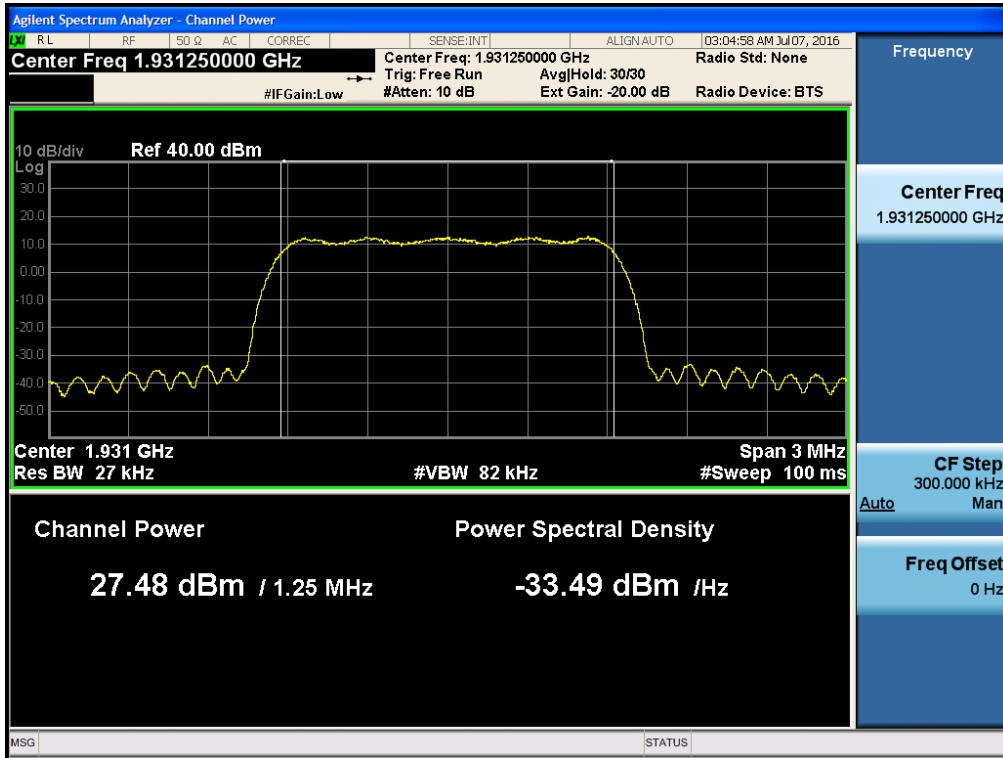 Agilent Spectrum Analyzer - Channel Power
LXI RL RF 50 Ω AC CORREC SENSE:INT ALIGN AUTO 03:04:58 AM Jul 07, 2016
Center Freq 1.931250000 GHz
Center Freq: 1.931250000 GHz Radio Std: None
Trig: Free Run Avg|Hold: 30/30
#IFGain:Low #Atten: 10 dB Ext Gain: -20.00 dB Radio Device: BTS
10 dB/div Ref 40.00 dBm
Log
30.0
20.0
10.0
0.00
-10.0
-20.0
-30.0
-40.0
-50.0
Center 1.931 GHz Span 3 MHz
Res BW 27 kHz #VBW 82 kHz #Sweep 100 ms
Channel Power Power Spectral Density
27.48 dBm / 1.25 MHz -33.49 dBm /Hz
MSG STATUS
Frequency
Center Freq
1.931250000 GHz
CF Step
300.000 kHz
Auto Man
Freq Offset
0 Hz